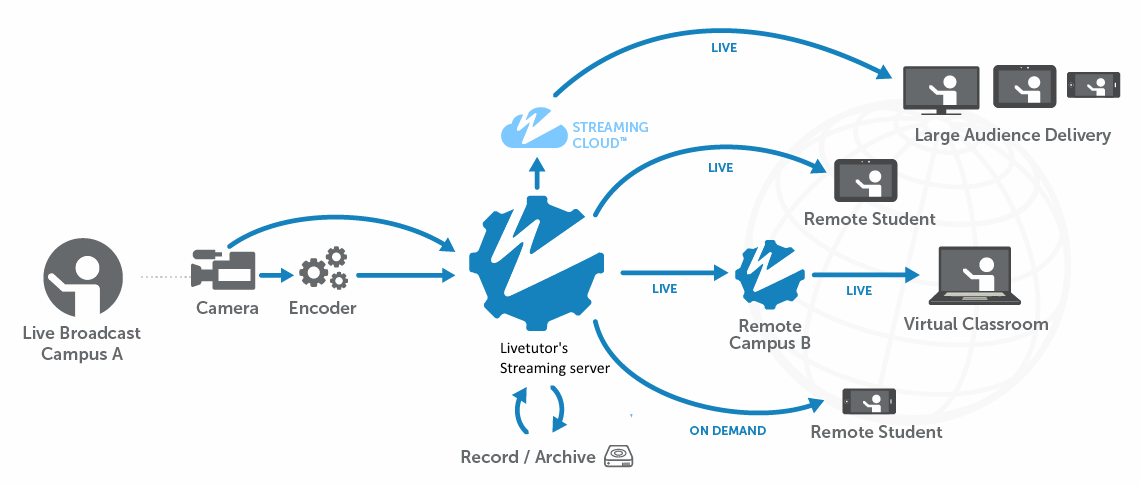 LIVE
STREAMING
CLOUD™
Large Audience Delivery
LIVE
Remote Student
Live Broadcast
Campus A
Camera
Encoder
LIVE
LIVE
Remote
Campus B
Virtual Classroom
Livetutor's
Streaming server
ON DEMAND
Remote Student
Record / Archive